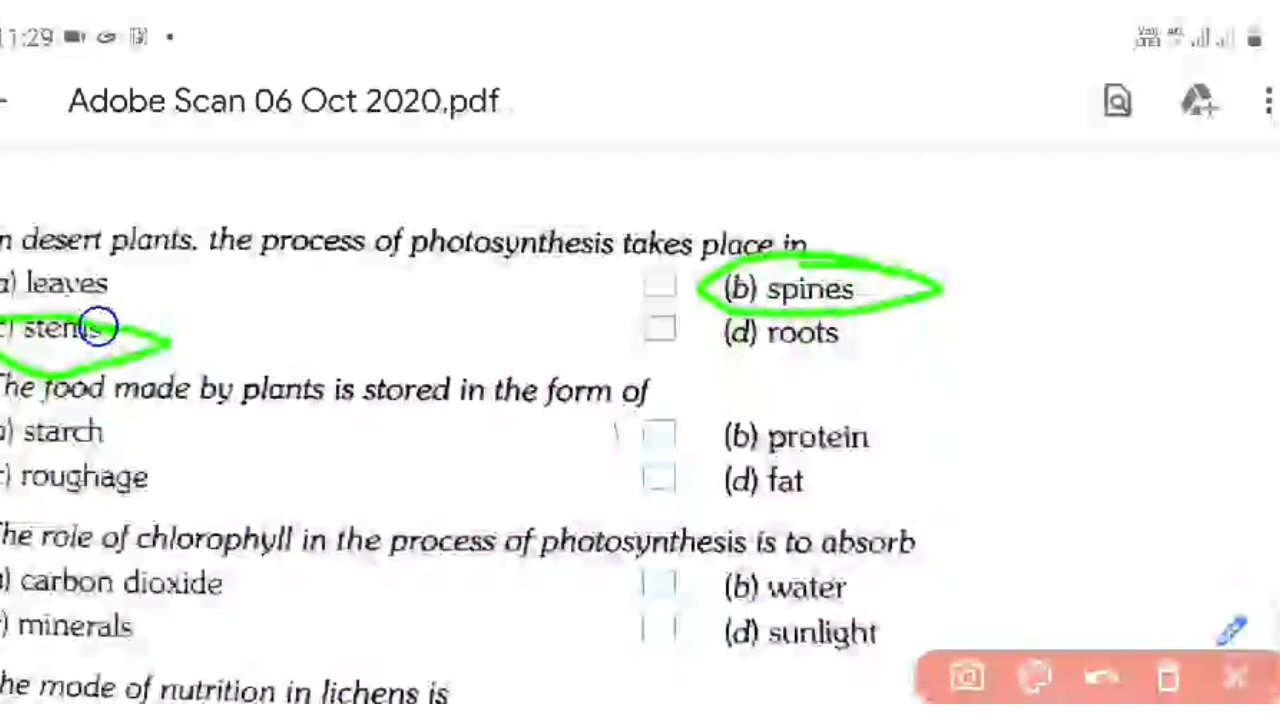 11:29
Adobe Scan 06 Oct 2020.pdf
n desert plants. the process of photosynthesis takes place in
a) leaves (b) spines
c) stems (d) roots
The food made by plants is stored in the form of
a) starch (b) protein
c) roughage (d) fat
The role of chlorophyll in the process of photosynthesis is to absorb
a) carbon dioxide (b) water
) minerals (d) sunlight
he mode of nutrition in lichens is